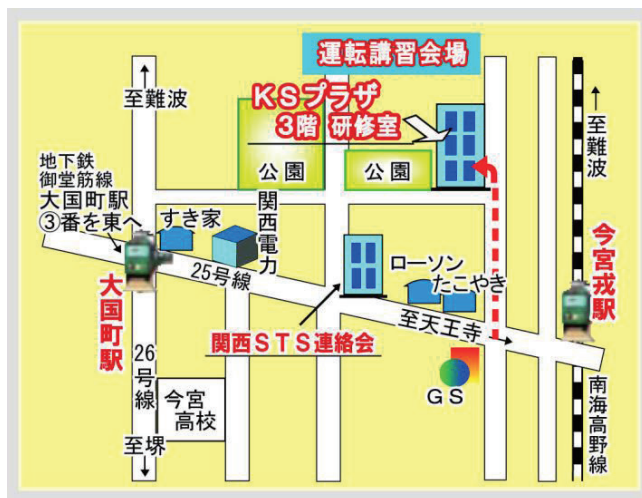 運転講習会場
KSプラザ
3階 研修室
至難波
至難波
公園
公園
地下鉄
御堂筋線
大国町駅
③番を東へ
すき家
関西電力
25号線
ローソン
たこやき
今宮戎駅
大国町駅
関西STS連絡会
至天王寺
26号線
今宮
高校
GS
南海高野線
至堺